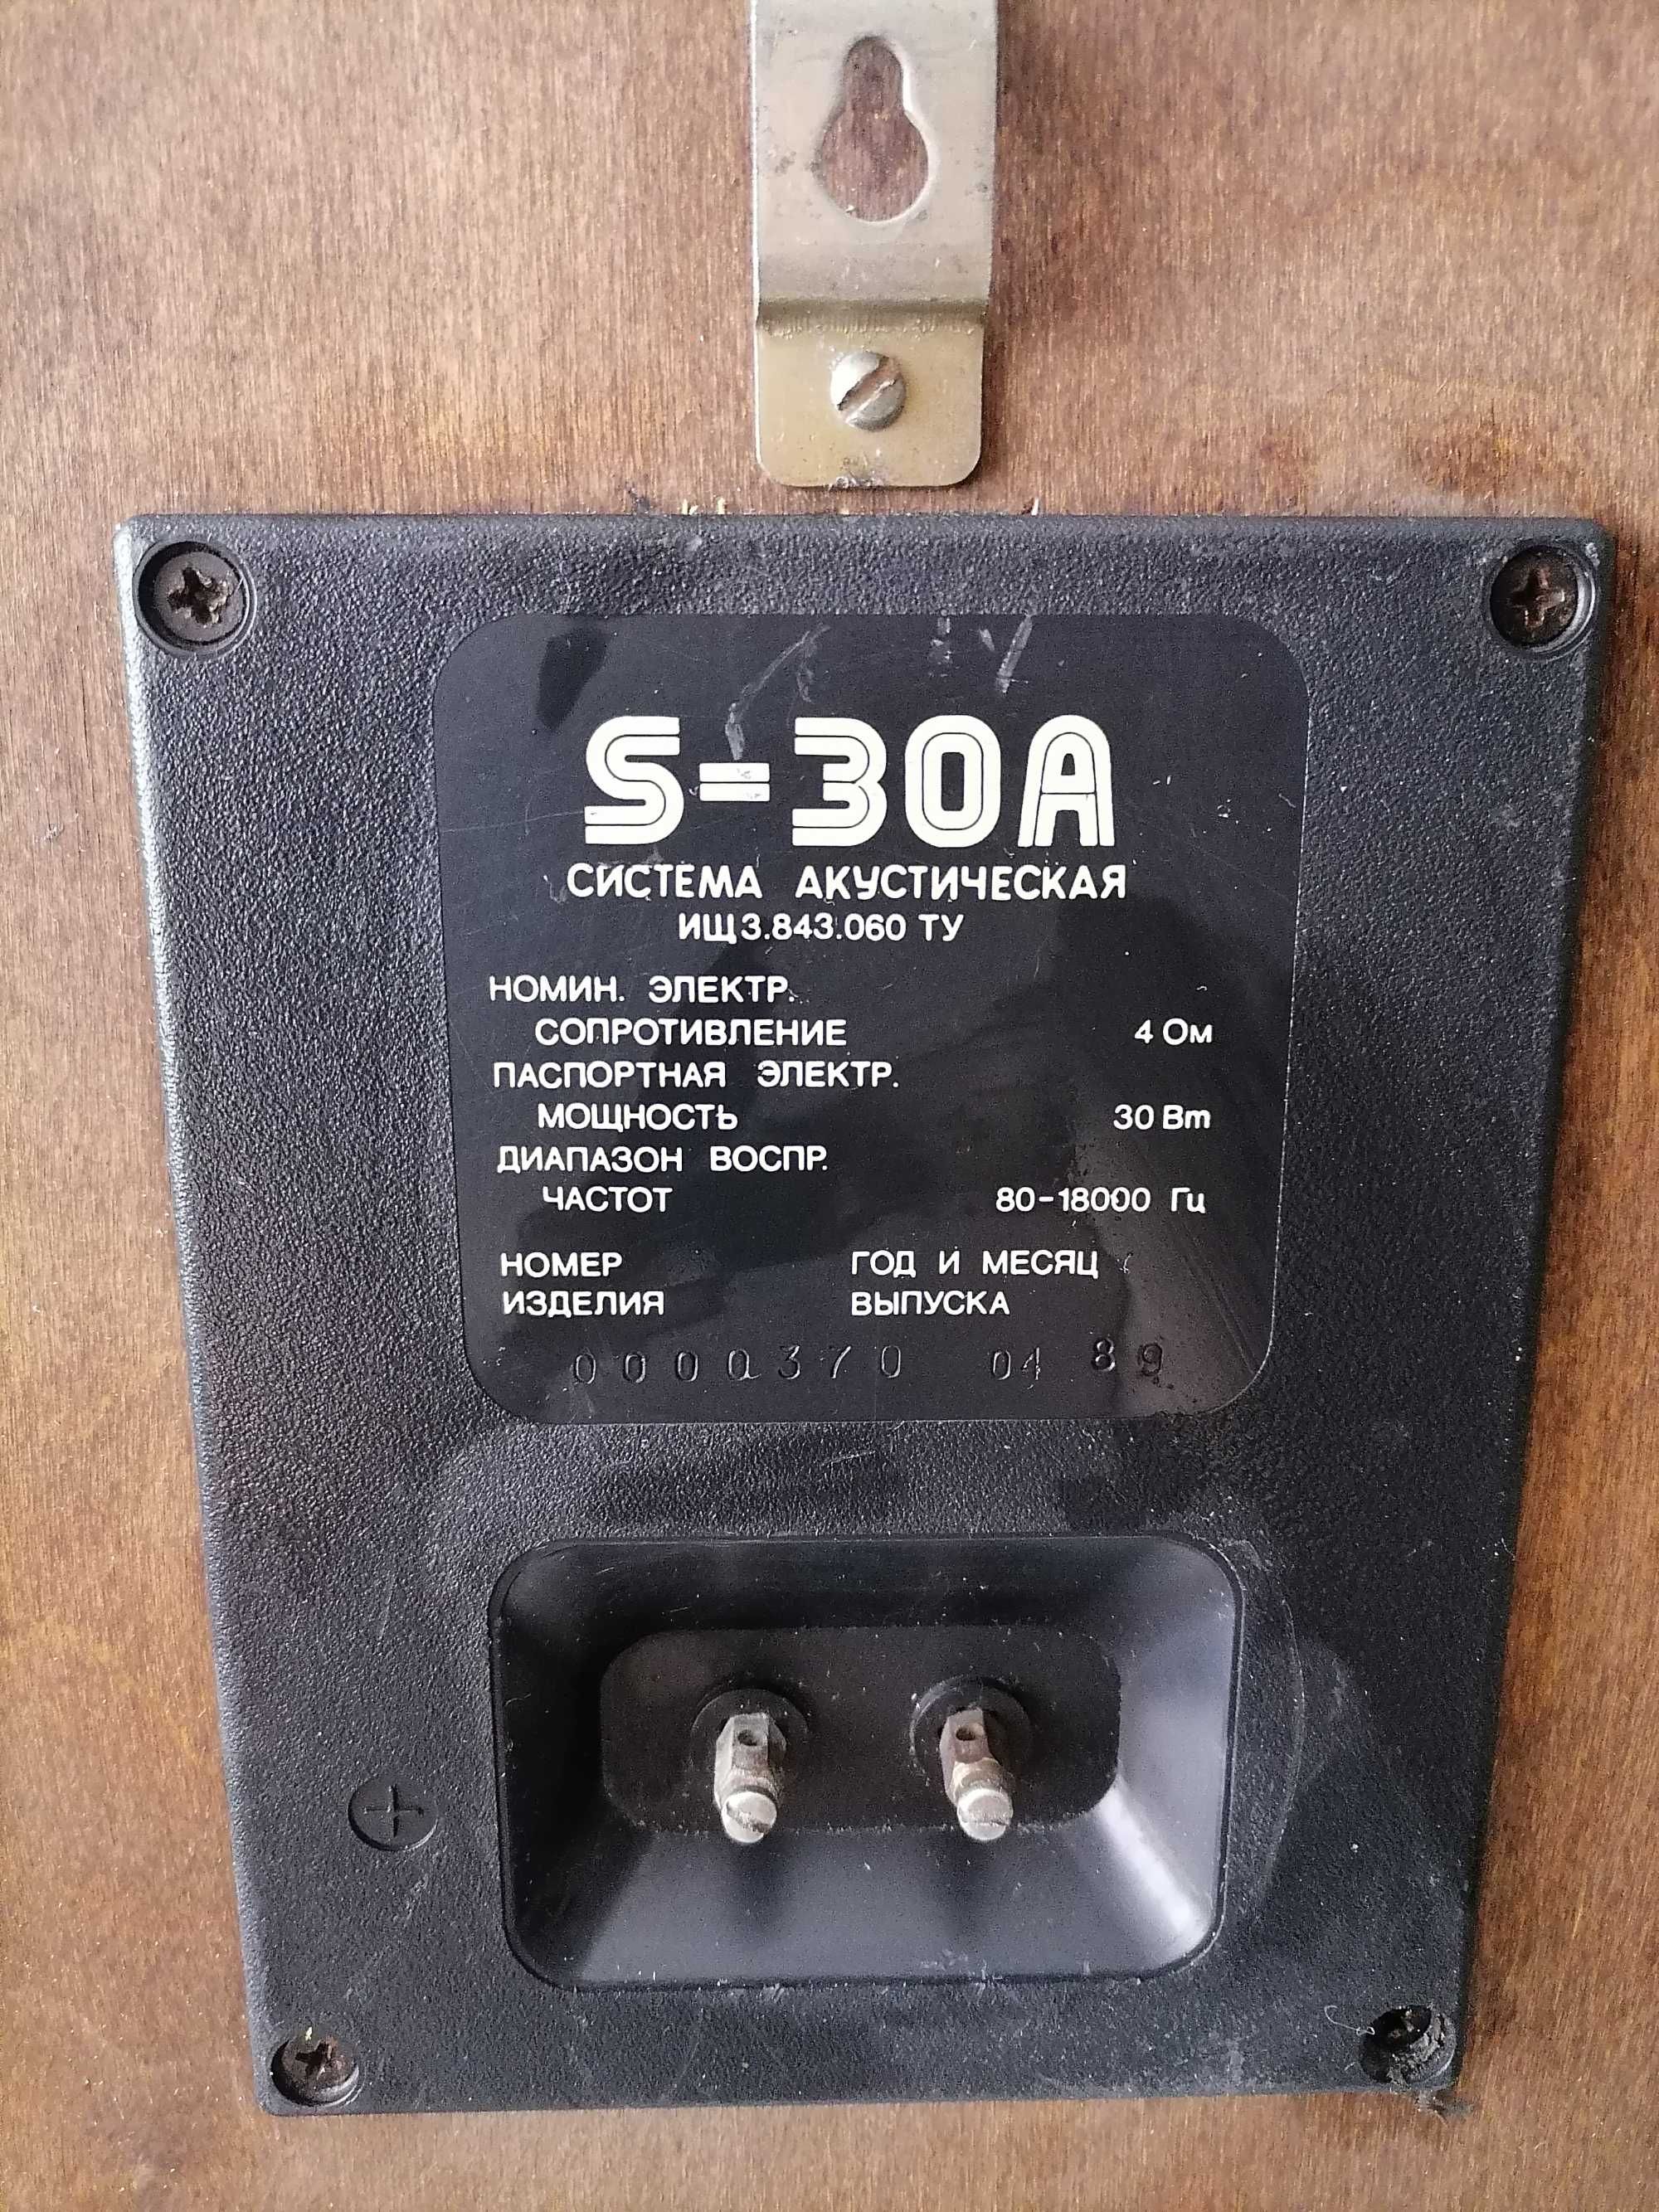 S-30A
СИСТЕМА АКУСТИЧЕСКАЯ
ИЩ3.843.060 ТУ
НОМИН. ЭЛЕКТР.
СОПРОТИВЛЕНИЕ 4 Ом
ПАСПОРТНАЯ ЭЛЕКТР.
МОЩНОСТЬ 30 Вт
ДИАПАЗОН ВОСПР.
ЧАСТОТ 80-18000 Гц
НОМЕР ГОД И МЕСЯЦ
ИЗДЕЛИЯ ВЫПУСКА
0000370 04 89
+